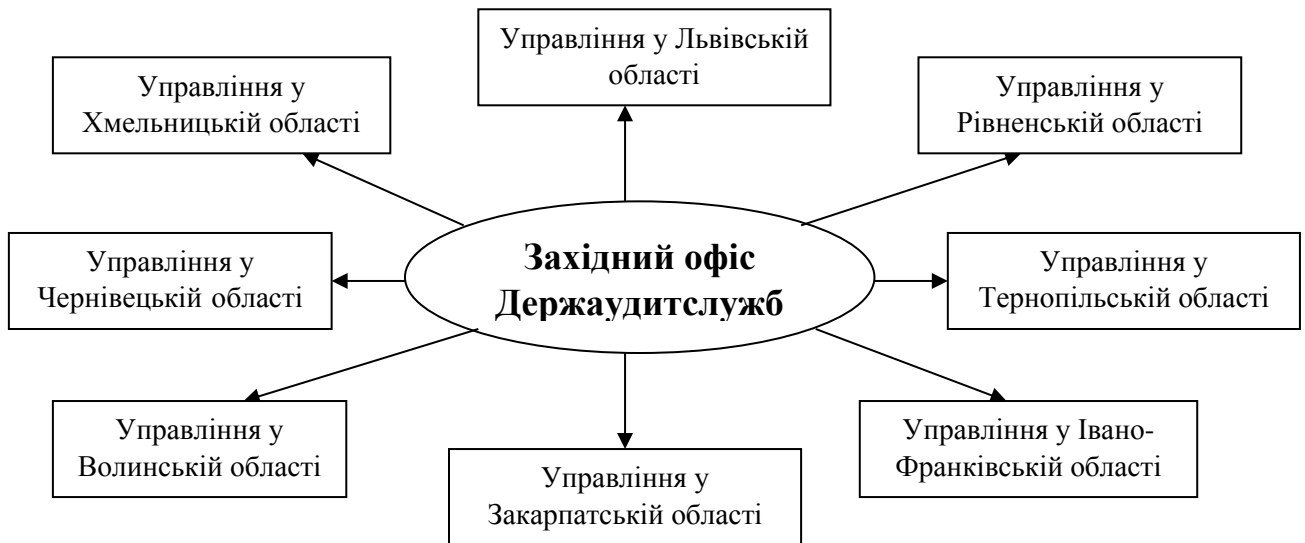 Управління у Львівській
області
Управління у
Хмельницькій області
Управління у
Рівненській області
Західний офіс
Держаудитслужб
Управління у
Чернівецькій області
Управління у
Тернопільській області
Управління у
Волинській області
Управління у
Закарпатській області
Управління у Івано-
Франківській області